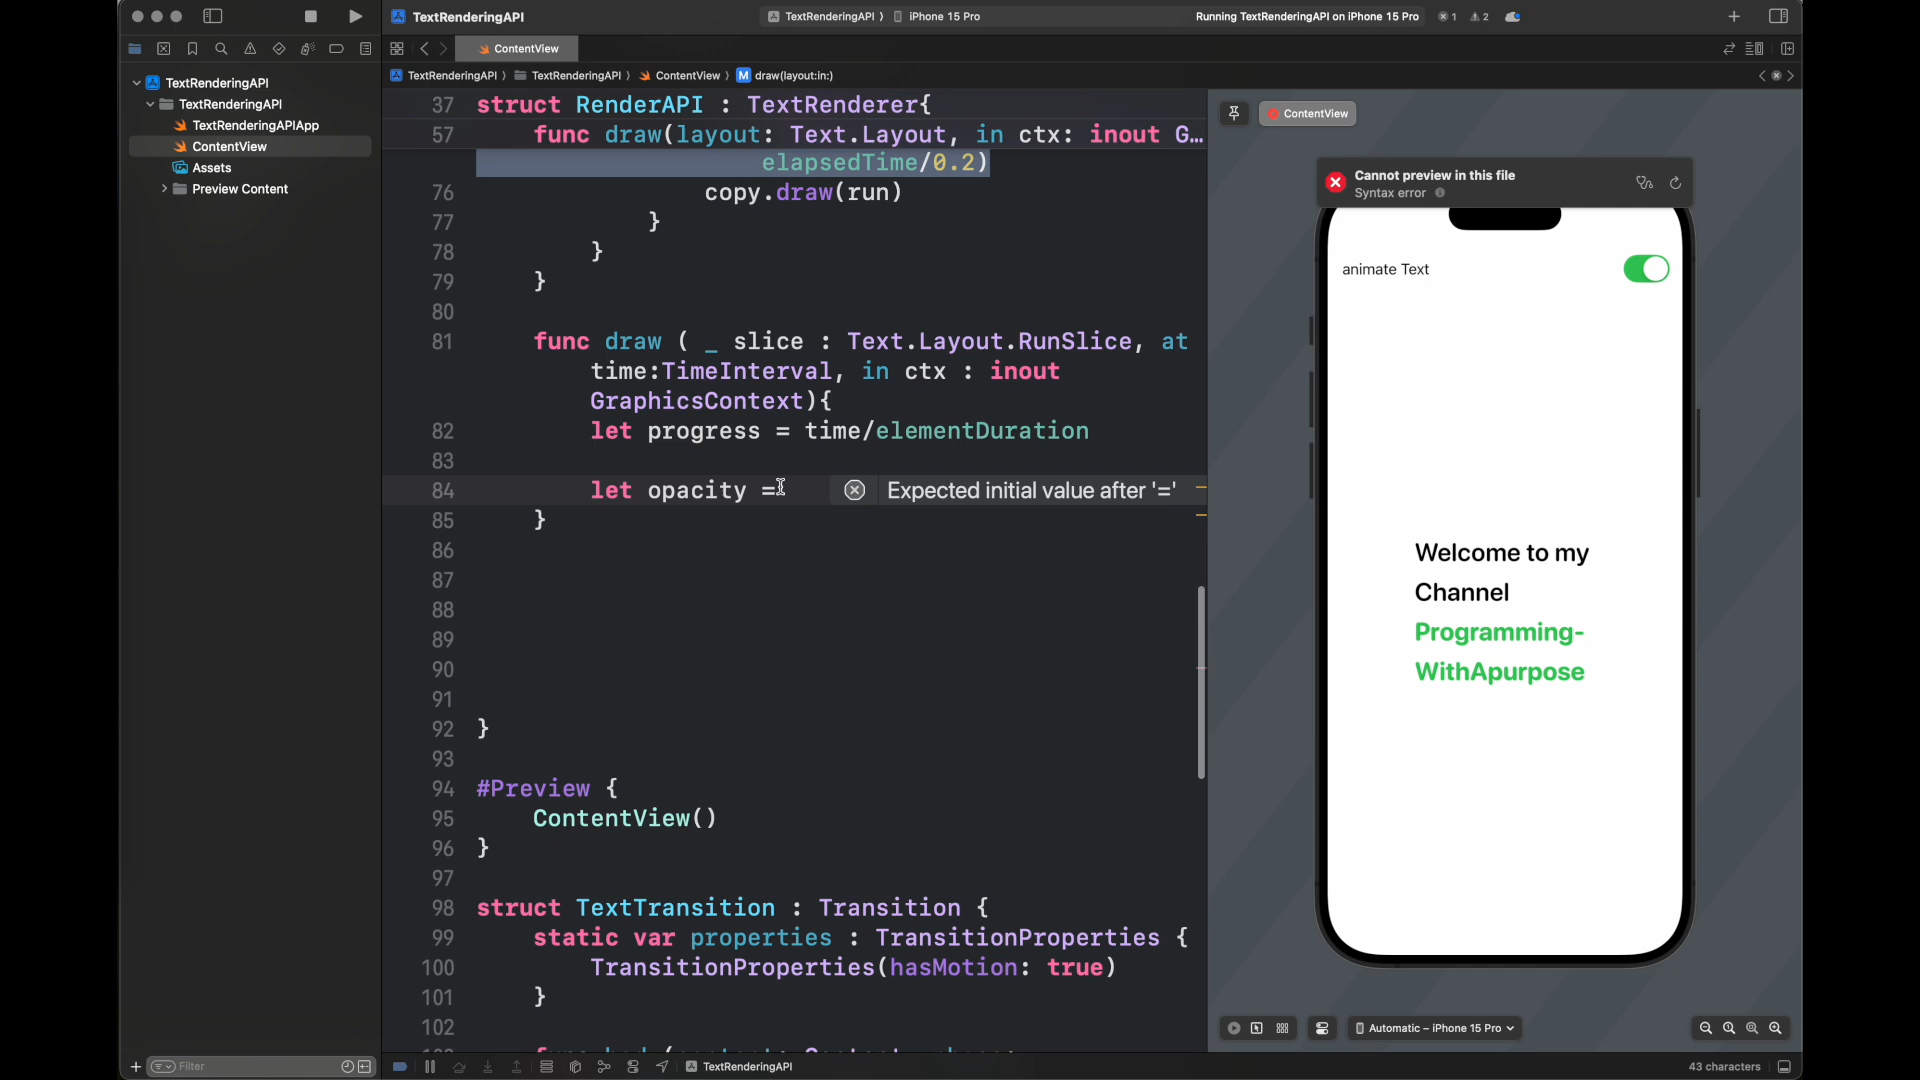 TextRenderingAPI
TextRenderingAPI ⟩ iPhone 15 Pro
Running TextRenderingAPI on iPhone 15 Pro
1
2
ContentView
TextRenderingAPI ⟩ TextRenderingAPI ⟩ ContentView ⟩ M draw(layout:in:)
TextRenderingAPI
TextRenderingAPI
TextRenderingAPIApp
ContentView
Assets
Preview Content
37 struct RenderAPI : TextRenderer{
57 func draw(layout: Text.Layout, in ctx: inout G…
elapsedTime/0.2)
76 copy.draw(run)
77 }
78 }
79 }
80
81 func draw ( _ slice : Text.Layout.RunSlice, at
time:TimeInterval, in ctx : inout
GraphicsContext){
82 let progress = time/elementDuration
83
84 let opacity = Expected initial value after '='
85 }
86
87
88
89
90
91
92 }
93
94 #Preview {
95 ContentView()
96 }
97
98 struct TextTransition : Transition {
99 static var properties : TransitionProperties {
100 TransitionProperties(hasMotion: true)
101 }
102
ContentView
Cannot preview in this file
Syntax error
animate Text
Welcome to my
Channel
Programming-
WithApurpose
Automatic – iPhone 15 Pro
Filter
TextRenderingAPI
43 characters